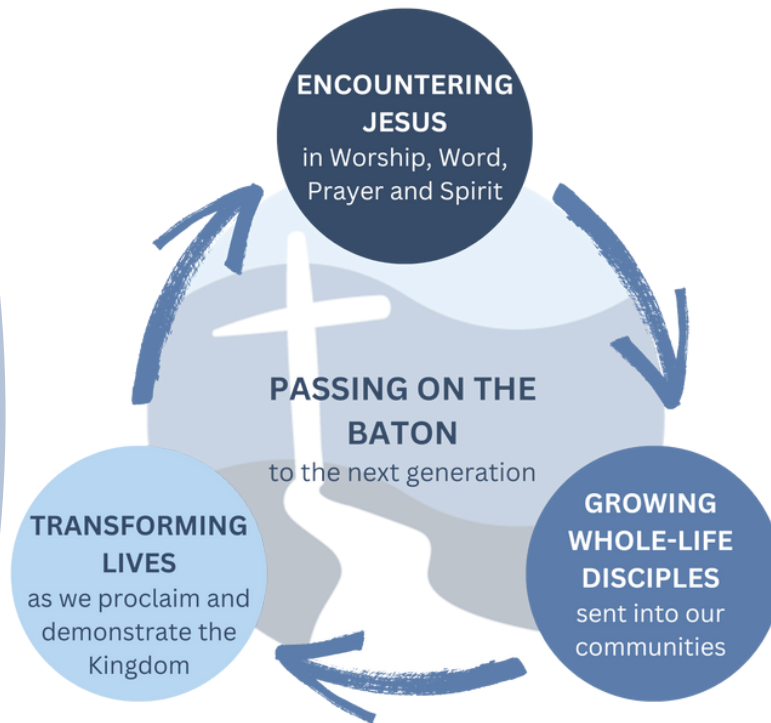 ENCOUNTERING
JESUS
in Worship, Word,
Prayer and Spirit
PASSING ON THE
BATON
to the next generation
GROWING
WHOLE-LIFE
DISCIPLES
sent into our
communities
TRANSFORMING
LIVES
as we proclaim and
demonstrate the
Kingdom